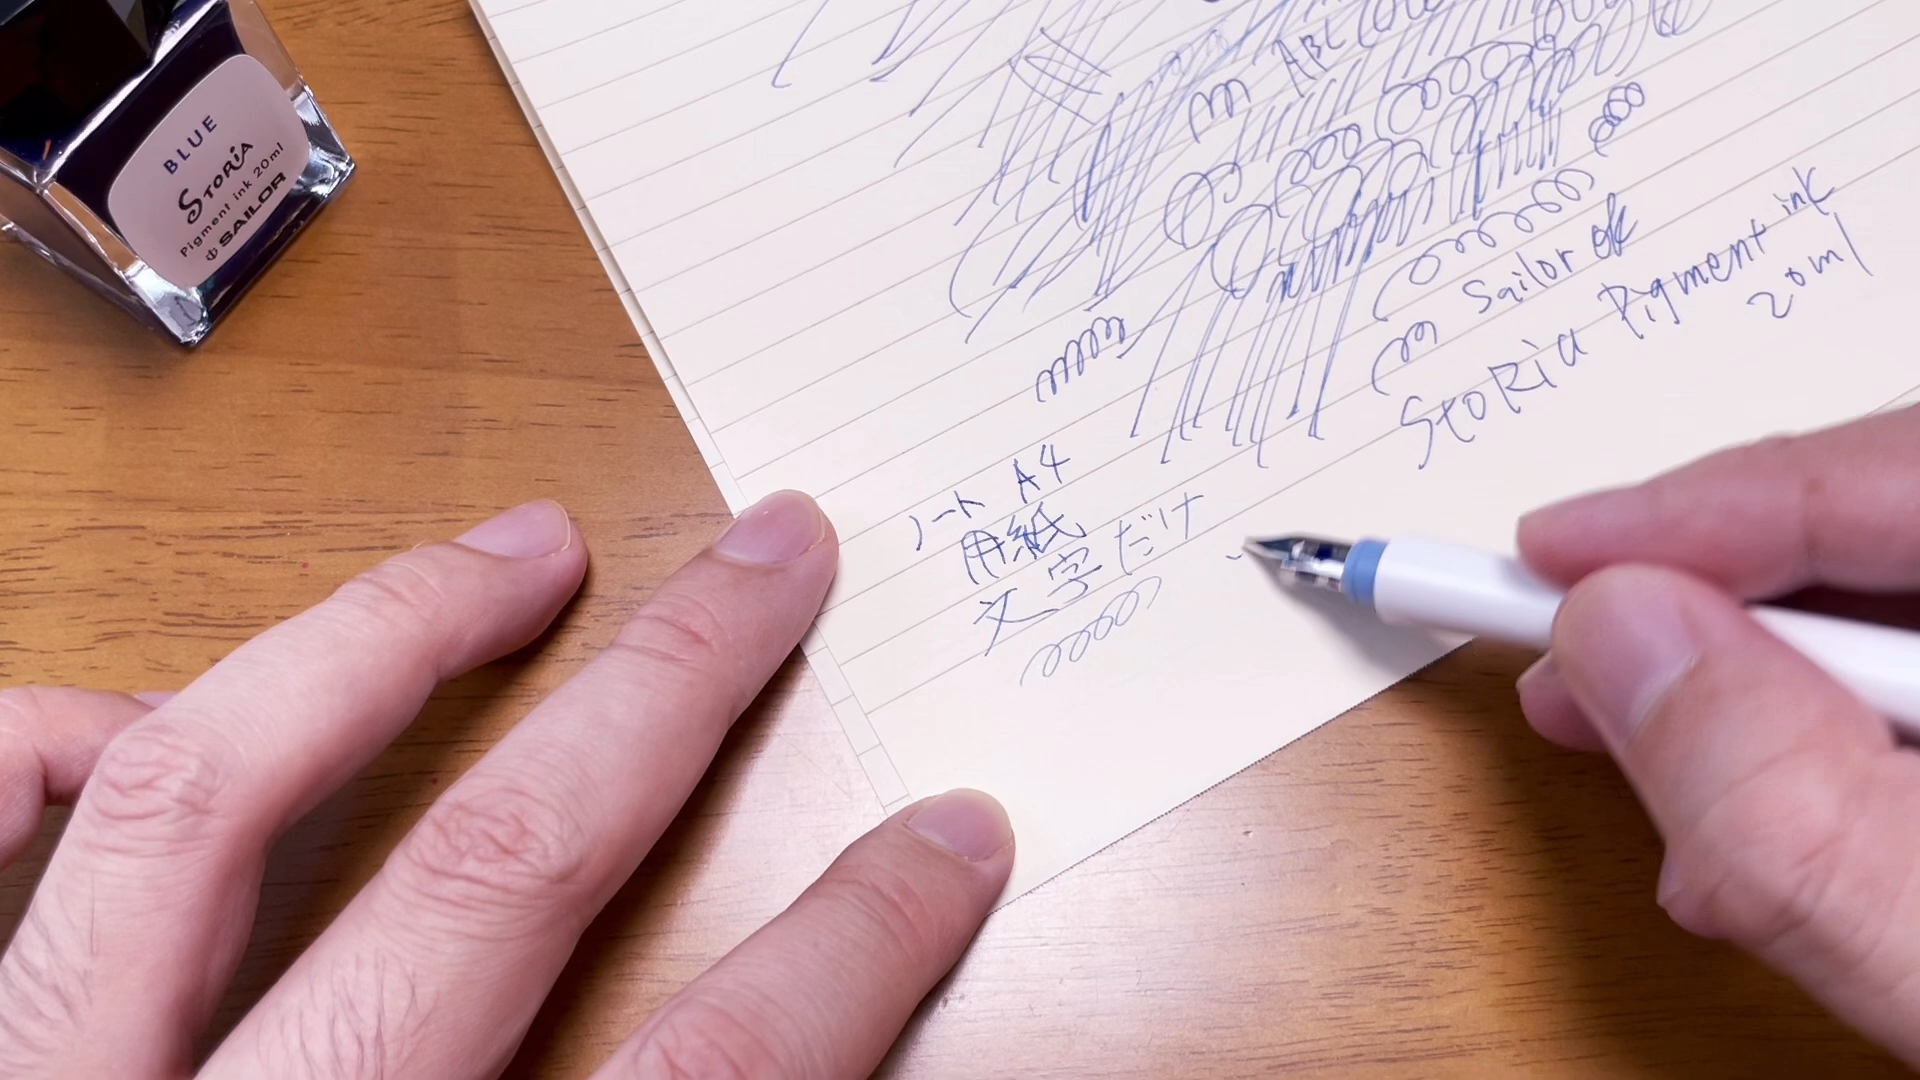 BLUE
STORIA
Pigment ink 20ml
SAILOR
ABC
Sailor
Storia Pigment ink
20ml
ノート A4
用紙
文字だけ